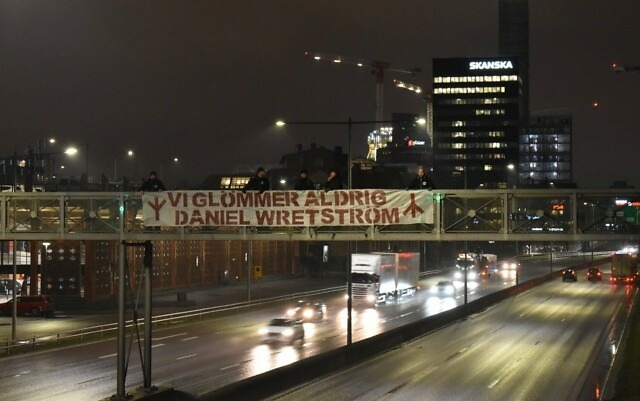 SKANSKA
VI GLÖMMER ALDRIG
DANIEL WRETSTRÖM